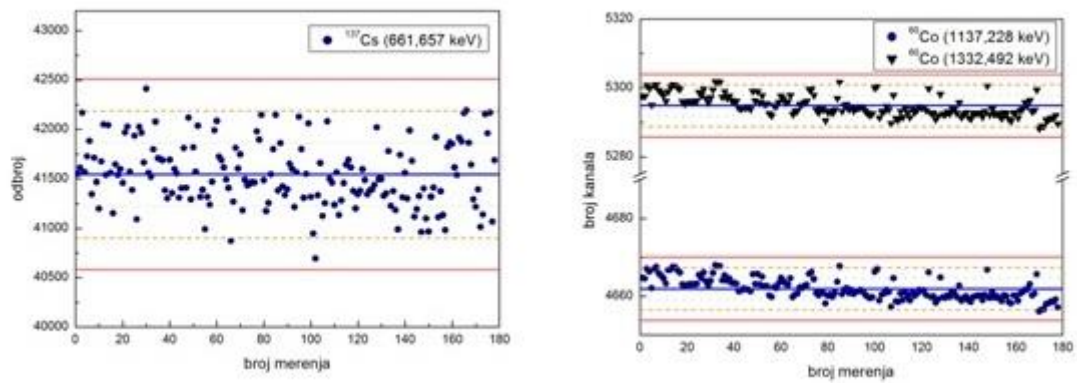 43000
42500
42000
41500
41000
40500
40000
odbroj
0 20 40 60 80 100 120 140 160 180
broj merenja
¹³⁷Cs (661,657 keV)
5320
5300
5280
4680
4660
broj kanala
0 20 40 60 80 100 120 140 160 180
broj merenja
⁶⁰Co (1137,228 keV)
⁶⁰Co (1332,492 keV)